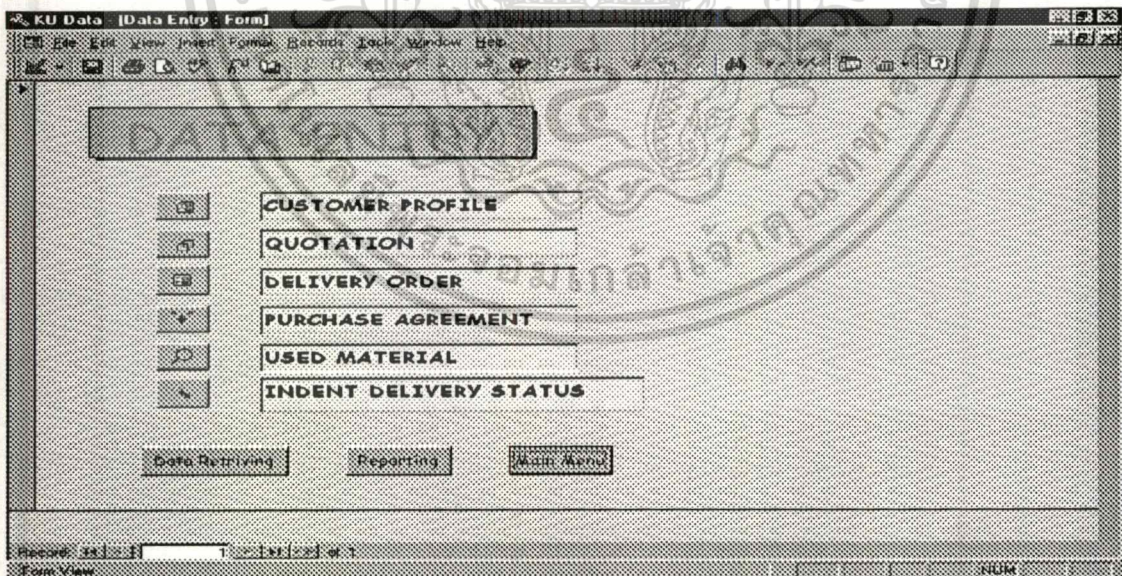 KU Data - [Data Entry : Form]
File Edit View Insert Format Records Tools Window Help
DATA ENTRY
CUSTOMER PROFILE
QUOTATION
DELIVERY ORDER
PURCHASE AGREEMENT
USED MATERIAL
INDENT DELIVERY STATUS
Data Retriving Reporting Main Menu
Record: 1 of 1
Form View NUM